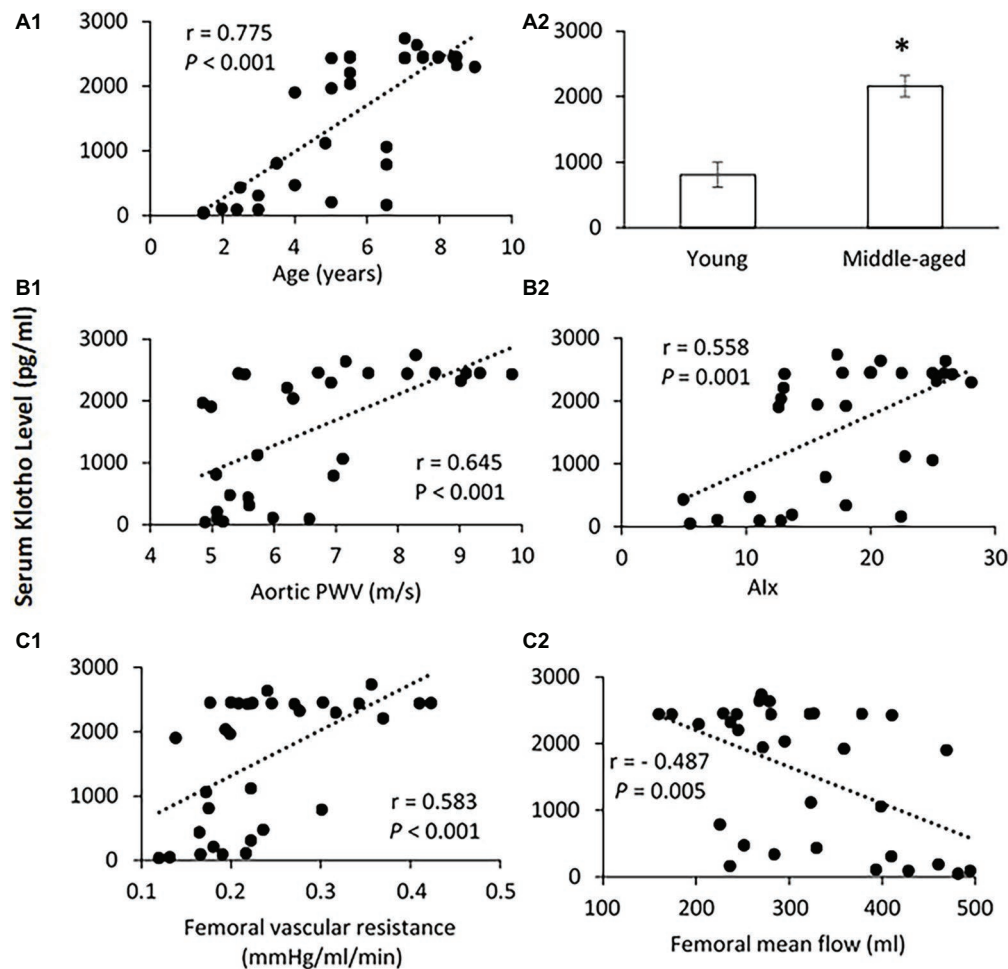 Serum Klotho Level (pg/ml)
A1
3000
2000
1000
0
r = 0.775
P < 0.001
0 2 4 6 8 10
Age (years)
A2
3000
2000
1000
0
*
Young Middle-aged
B1
3000
2000
1000
0
r = 0.645
P < 0.001
4 5 6 7 8 9 10
Aortic PWV (m/s)
B2
3000
2000
1000
0
r = 0.558
P = 0.001
0 10 20 30
AIx
C1
3000
2000
1000
0
r = 0.583
P < 0.001
0.1 0.2 0.3 0.4 0.5
Femoral vascular resistance
(mmHg/ml/min)
C2
3000
2000
1000
0
r = - 0.487
P = 0.005
100 200 300 400 500
Femoral mean flow (ml)